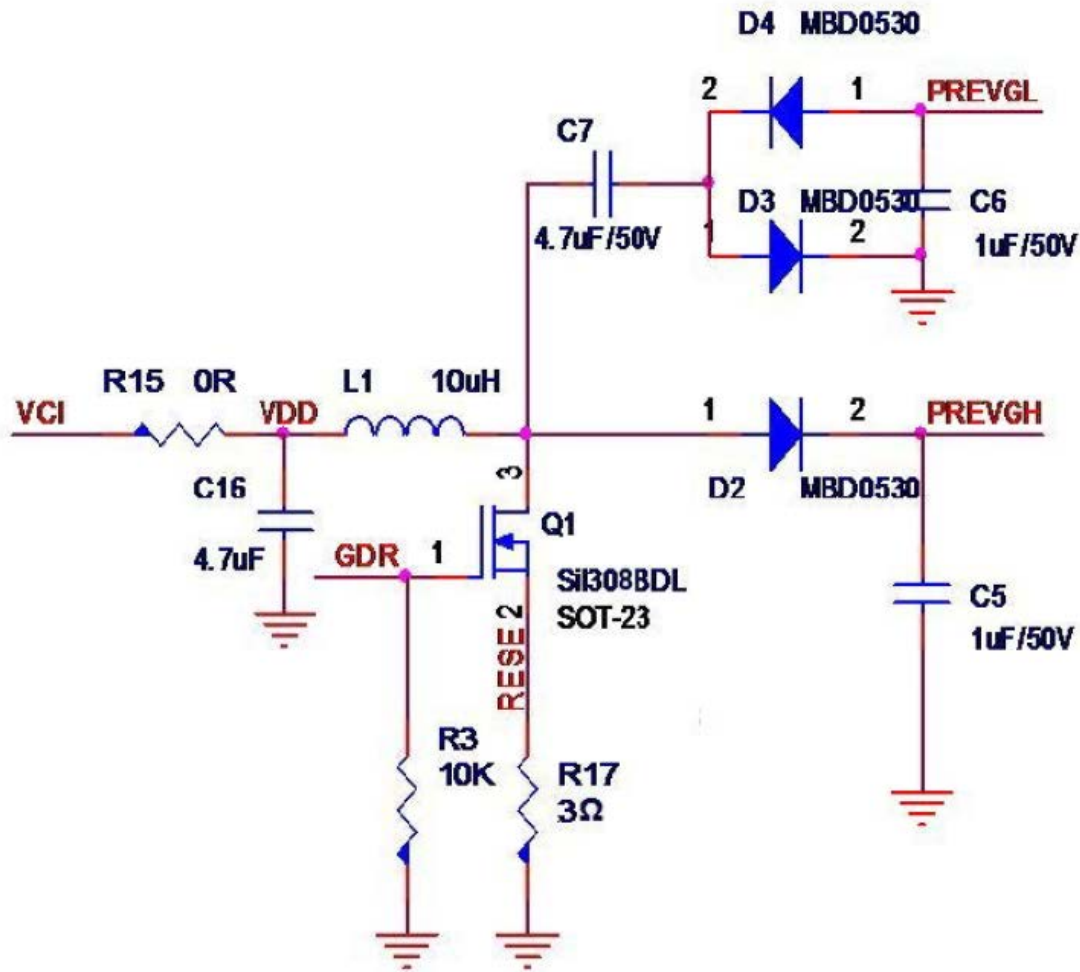 D4 MBD0530
2
1
PREVGL
C7
4.7uF/50V
D3 MBD0530
1
2
C6
1uF/50V
R15 0R
L1 10uH
VCI
VDD
1
2
PREVGH
C16
4.7uF
3
D2 MBD0530
Q1
GDR
1
Si1308BDL
SOT-23
2
RESE
C5
1uF/50V
R3
10K
R17
3Ω